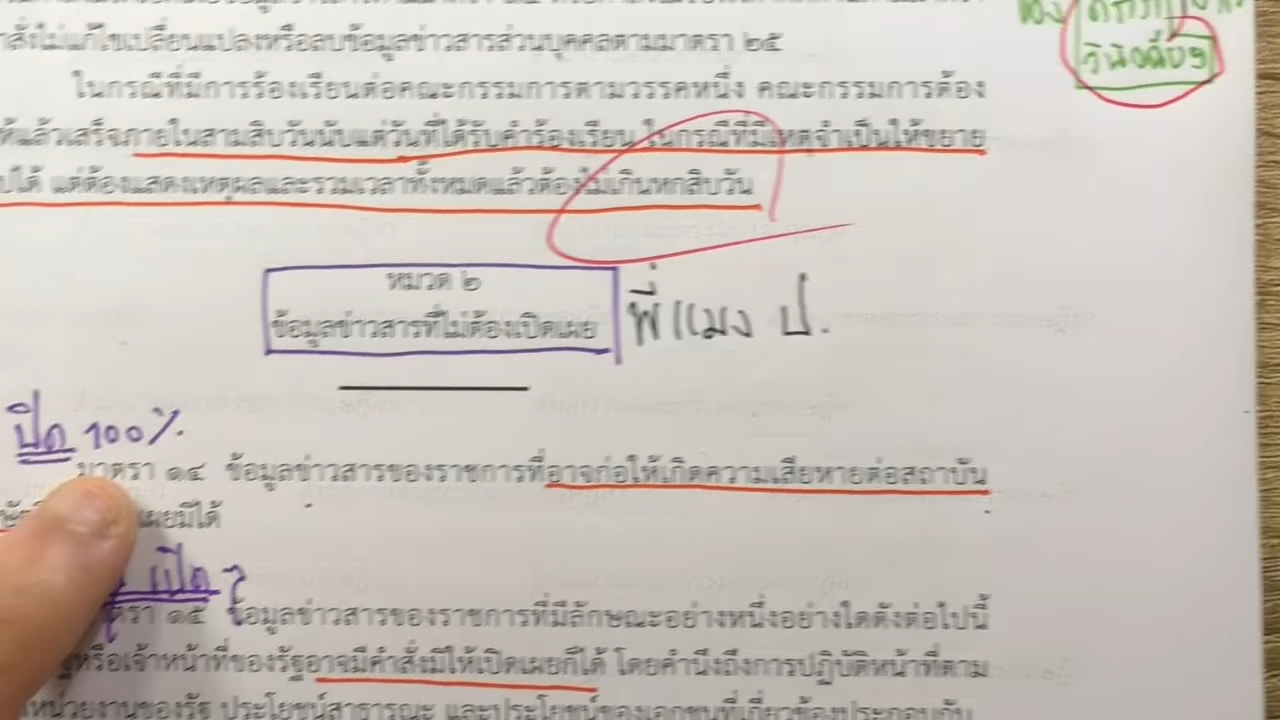 าสั่งไม่แก้ไขเปลี่ยนแปลงหรือลบข้อมูลข่าวสารส่วนบุคคลตามมาตรา ๒๕
วินิจฉัยฯ
ในกรณีที่มีการร้องเรียนต่อคณะกรรมการตามวรรคหนึ่ง คณะกรรมการต้อง
ห้แล้วเสร็จภายในสามสิบวันนับแต่วันที่ได้รับคำร้องเรียน ในกรณีที่มีเหตุจำเป็นให้ขยาย
ปได้ แต่ต้องแสดงเหตุผลและรวมเวลาทั้งหมดแล้วต้องไม่เกินหกสิบวัน
หมวด ๒
ข้อมูลข่าวสารที่ไม่ต้องเปิดเผย
พี่แมง ป.
ปิด 100%
มาตรา ๑๔ ข้อมูลข่าวสารของราชการที่อาจก่อให้เกิดความเสียหายต่อสถาบัน
เผยมิได้
เปิด
ตรา ๑๕ ข้อมูลข่าวสารของราชการที่มีลักษณะอย่างหนึ่งอย่างใดดังต่อไปนี้
หรือเจ้าหน้าที่ของรัฐอาจมีคำสั่งมิให้เปิดเผยก็ได้ โดยคำนึงถึงการปฏิบัติหน้าที่ตาม
หน่วยงานของรัฐ ประโยชน์สาธารณะ และประโยชน์ของเอกชนที่เกี่ยวข้องประกอบกัน